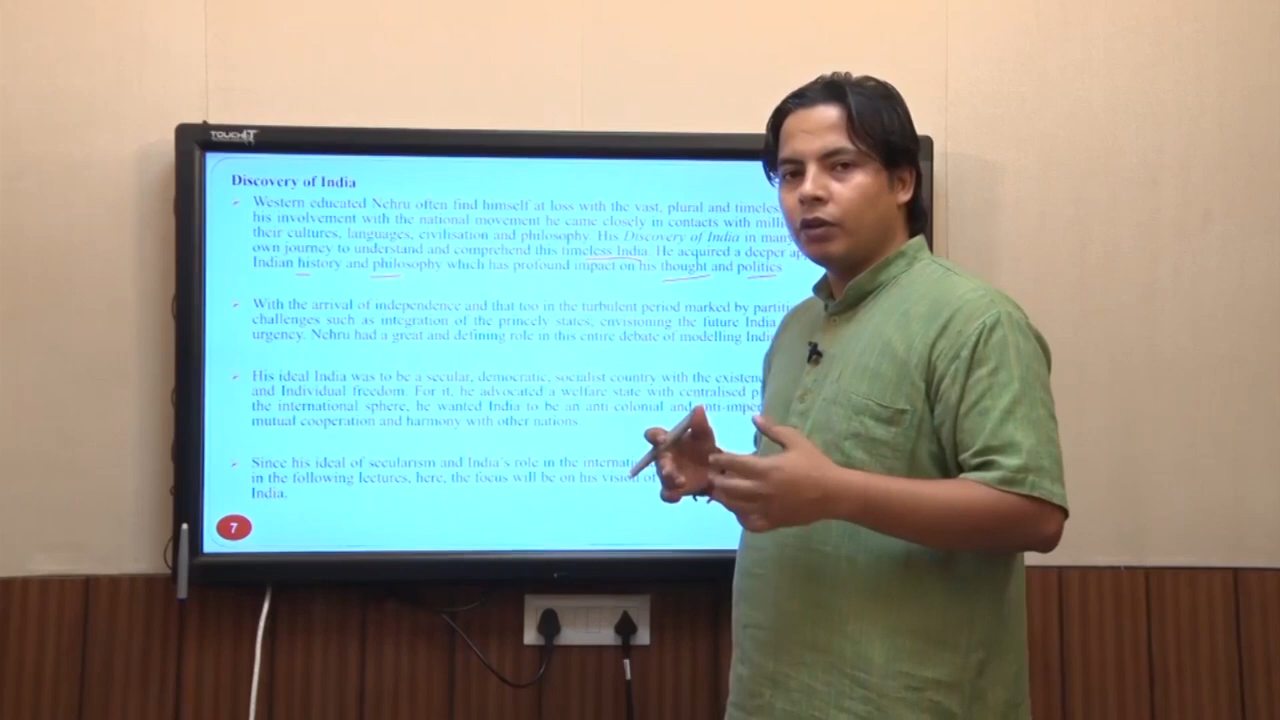 TOUCHIT
Discovery of India
Western educated Nehru often find himself at loss with the vast, plural and timeless
his involvement with the national movement he came closely in contacts with
their cultures, languages, civilisation and philosophy. His Discovery of India in many
own journey to understand and comprehend this timeless India. He acquired a deeper
Indian history and philosophy which has profound impact on his thought and politics
With the arrival of independence and that too in the turbulent period marked by
challenges such as integration of the princely states, envisioning the future India
urgency. Nehru had a great and defining role in this entire debate of modelling
His ideal India was to be a secular, democratic, socialist country with the
and Individual freedom. For it, he advocated a welfare state with centralised
the international sphere, he wanted India to be an anti-colonial and
mutual cooperation and harmony with other nations.
Since his ideal of secularism and India's role in the
in the following lectures, here, the focus will be on his vision of
India.
7